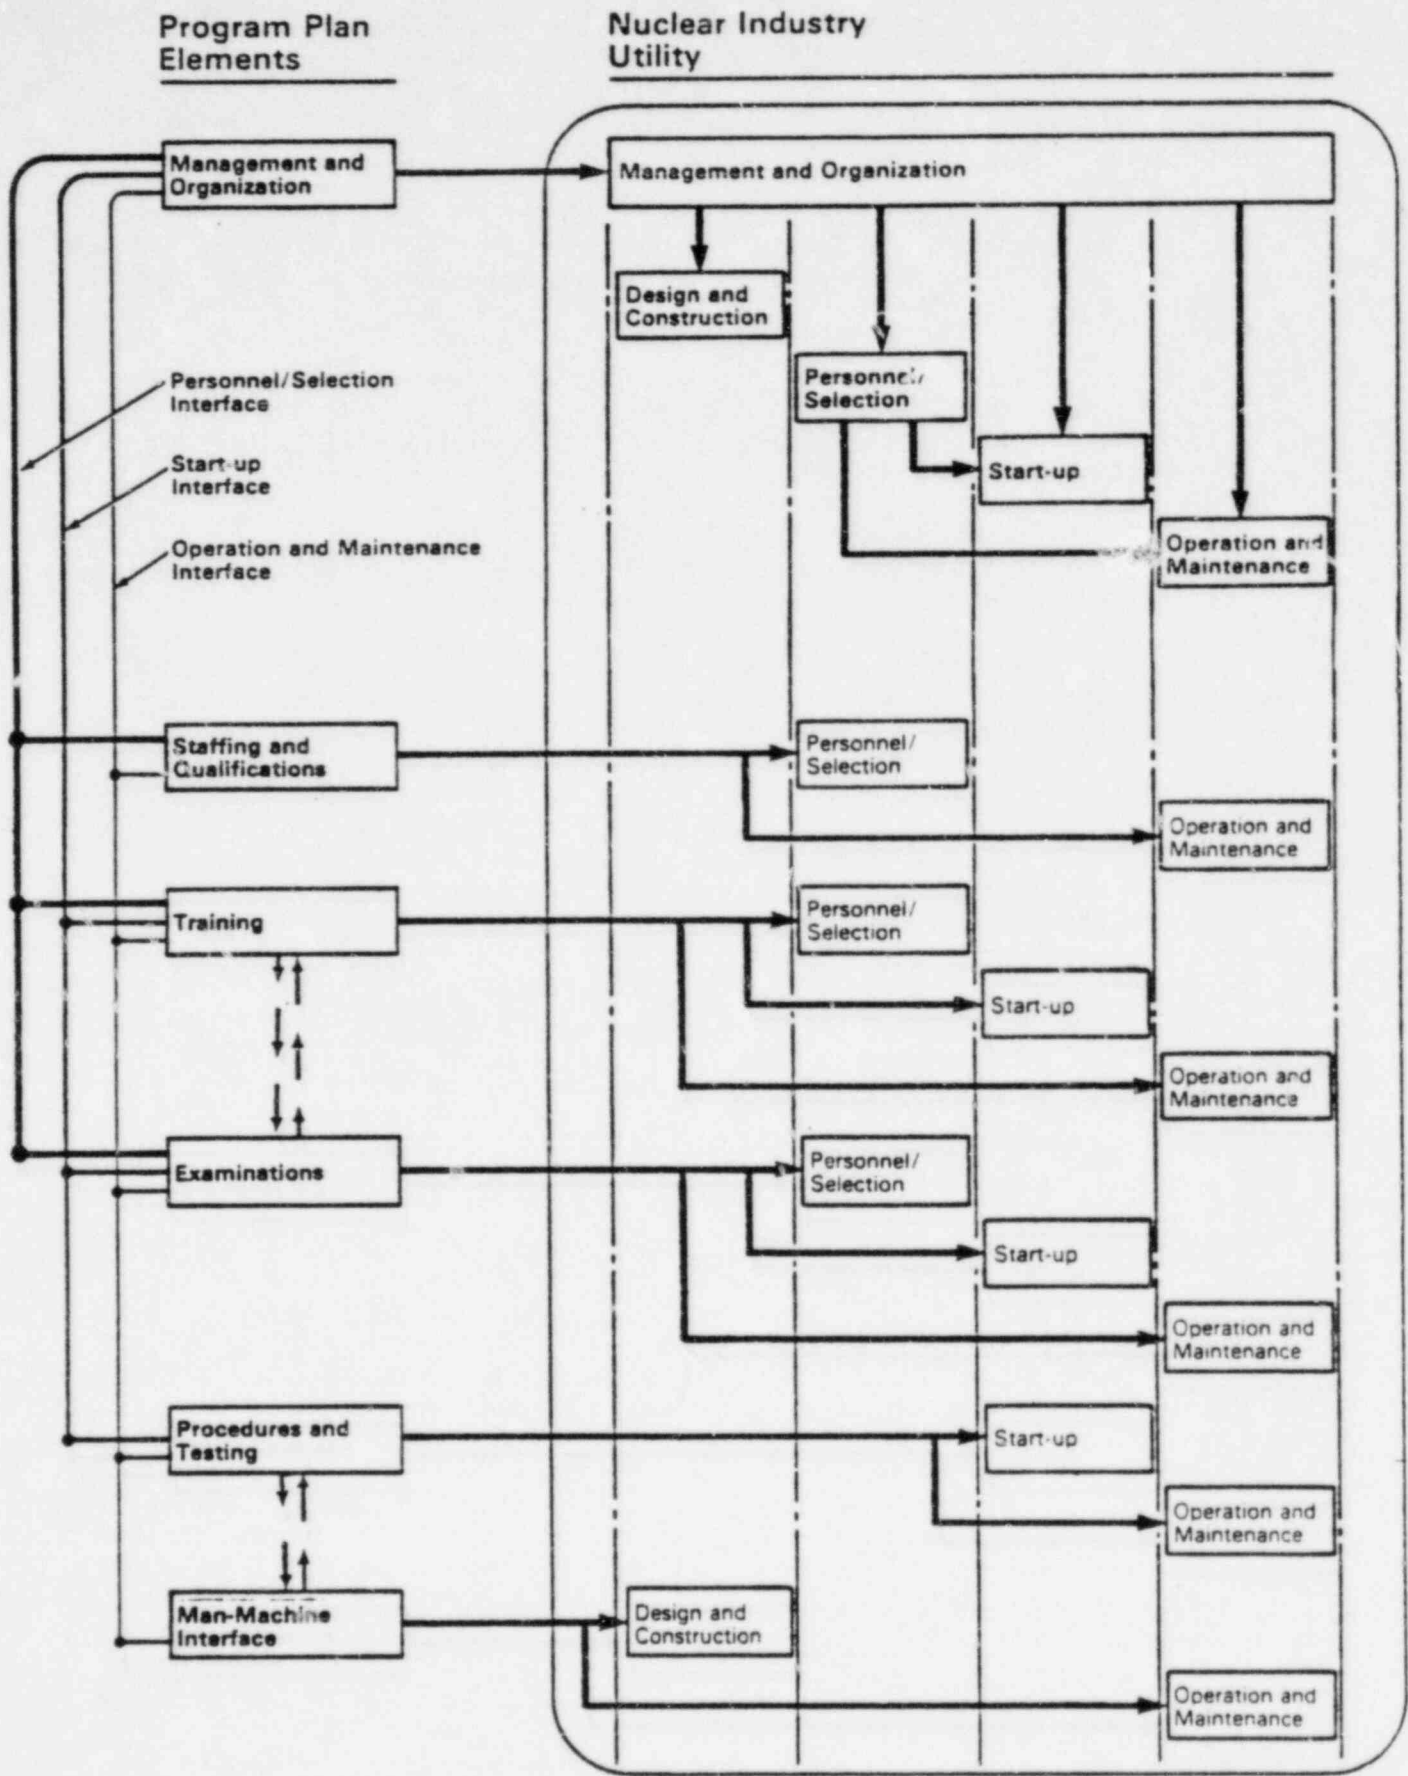 Program Plan
Elements
Nuclear Industry
Utility
Management and
Organization
Management and Organization
Design and
Construction
Personnel/
Selection
Start-up
Operation and
Maintenance
Personnel/Selection
Interface
Start-up
Interface
Operation and Maintenance
Interface
Staffing and
Qualifications
Personnel/
Selection
Operation and
Maintenance
Training
Personnel/
Selection
Start-up
Operation and
Maintenance
Examinations
Personnel/
Selection
Start-up
Operation and
Maintenance
Procedures and
Testing
Start-up
Operation and
Maintenance
Man-Machine
Interface
Design and
Construction
Operation and
Maintenance